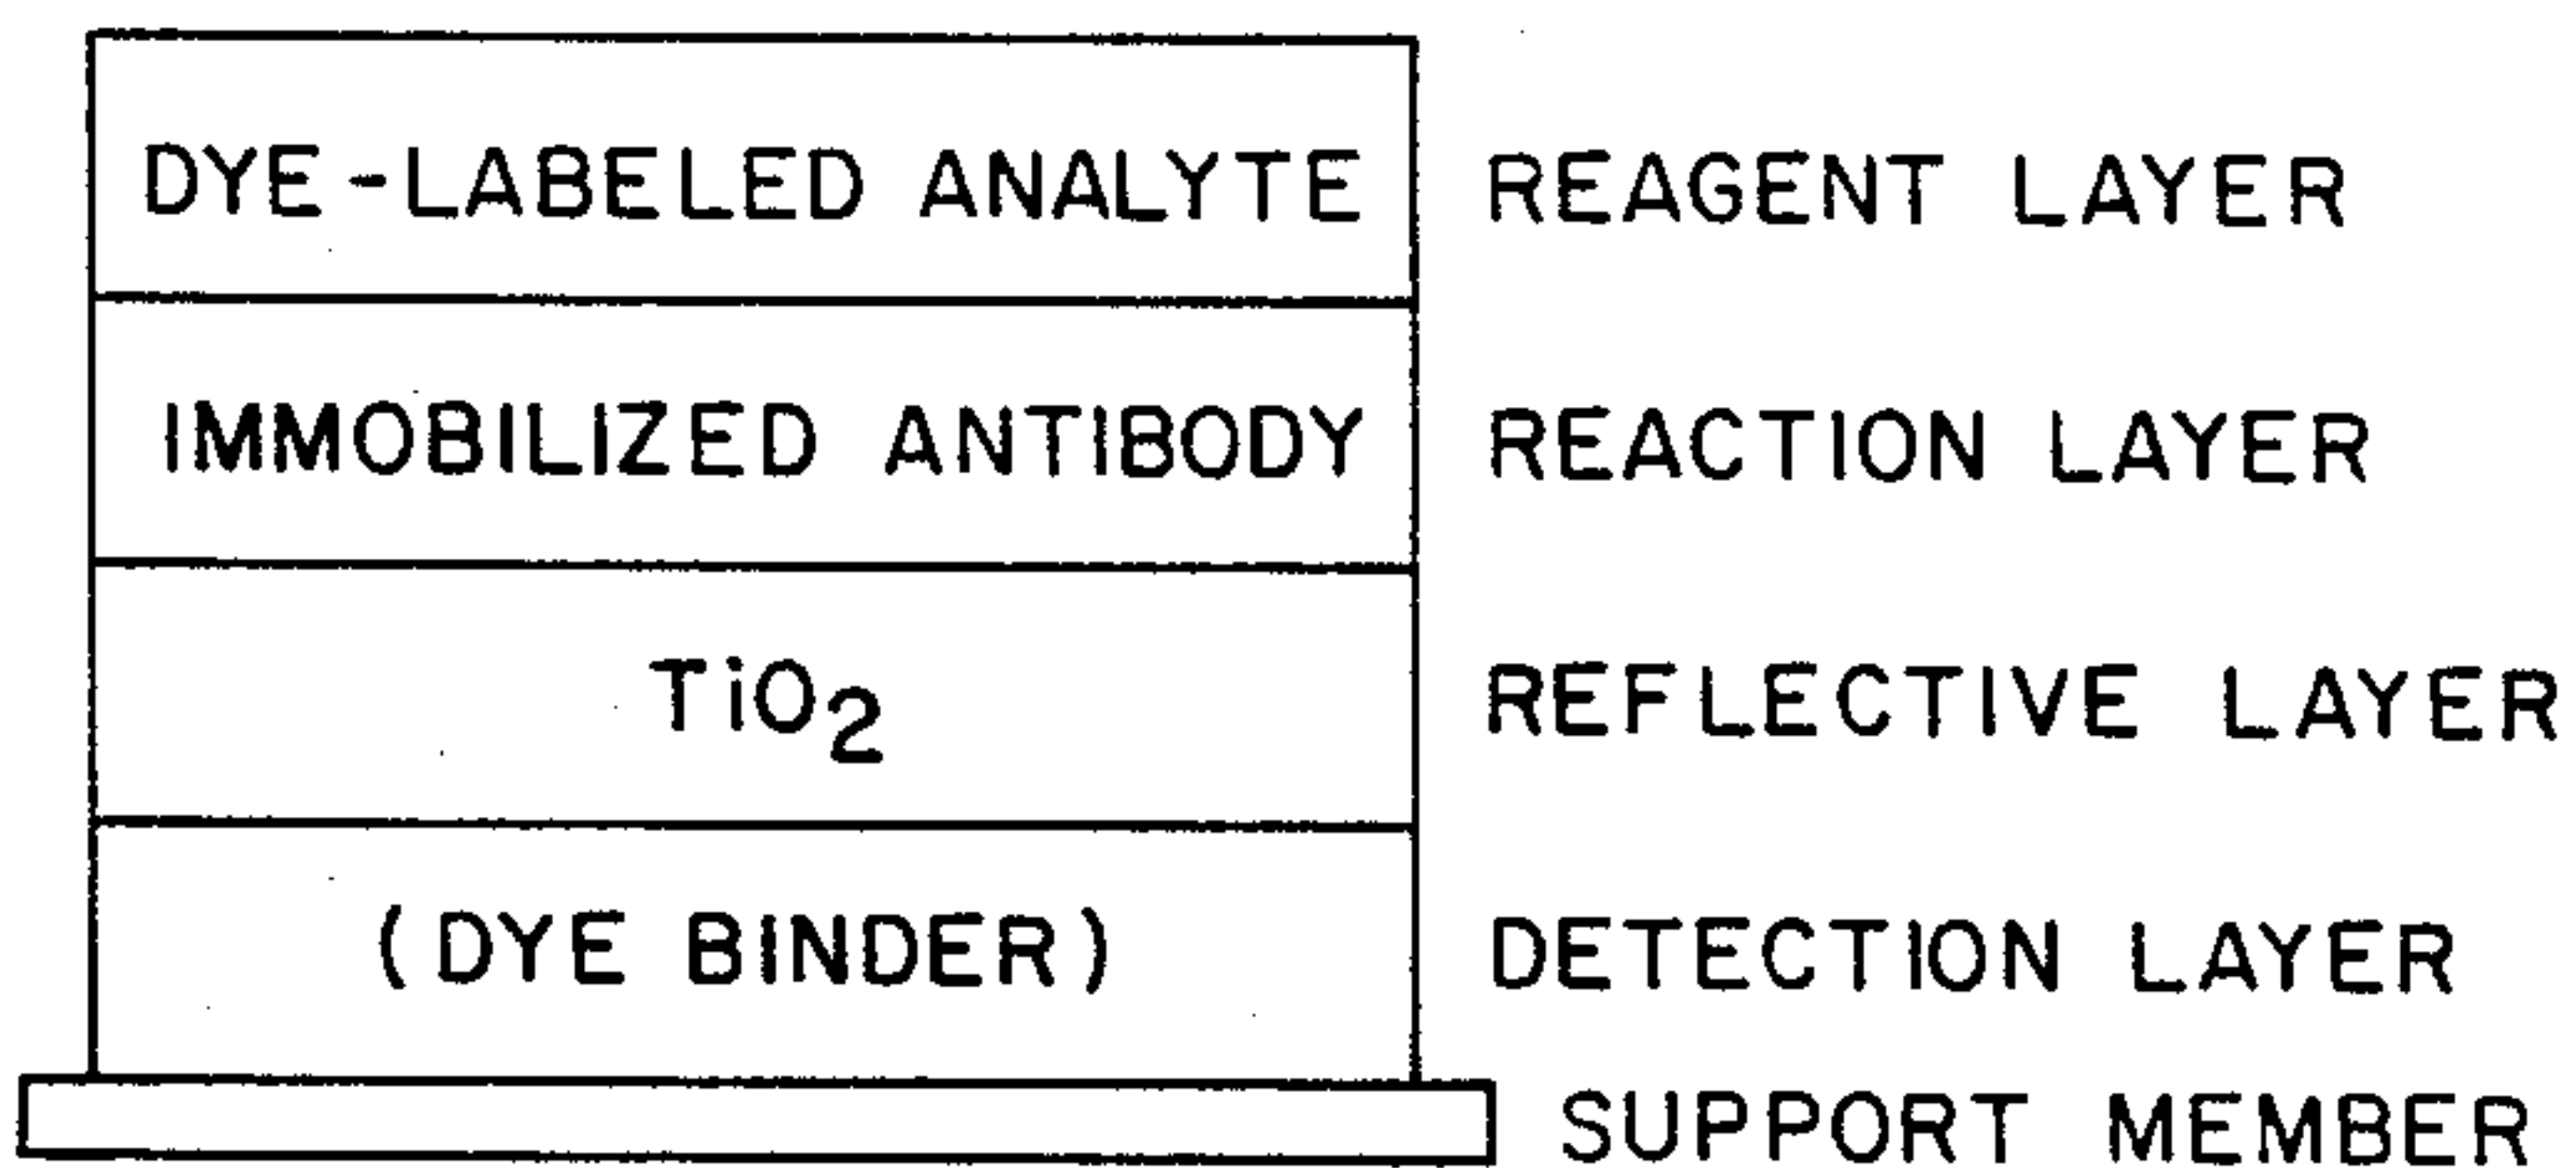 DYE-LABELED ANALYTE REAGENT LAYER
IMMOBILIZED ANTIBODY REACTION LAYER
TiO₂ REFLECTIVE LAYER
(DYE BINDER) DETECTION LAYER
SUPPORT MEMBER